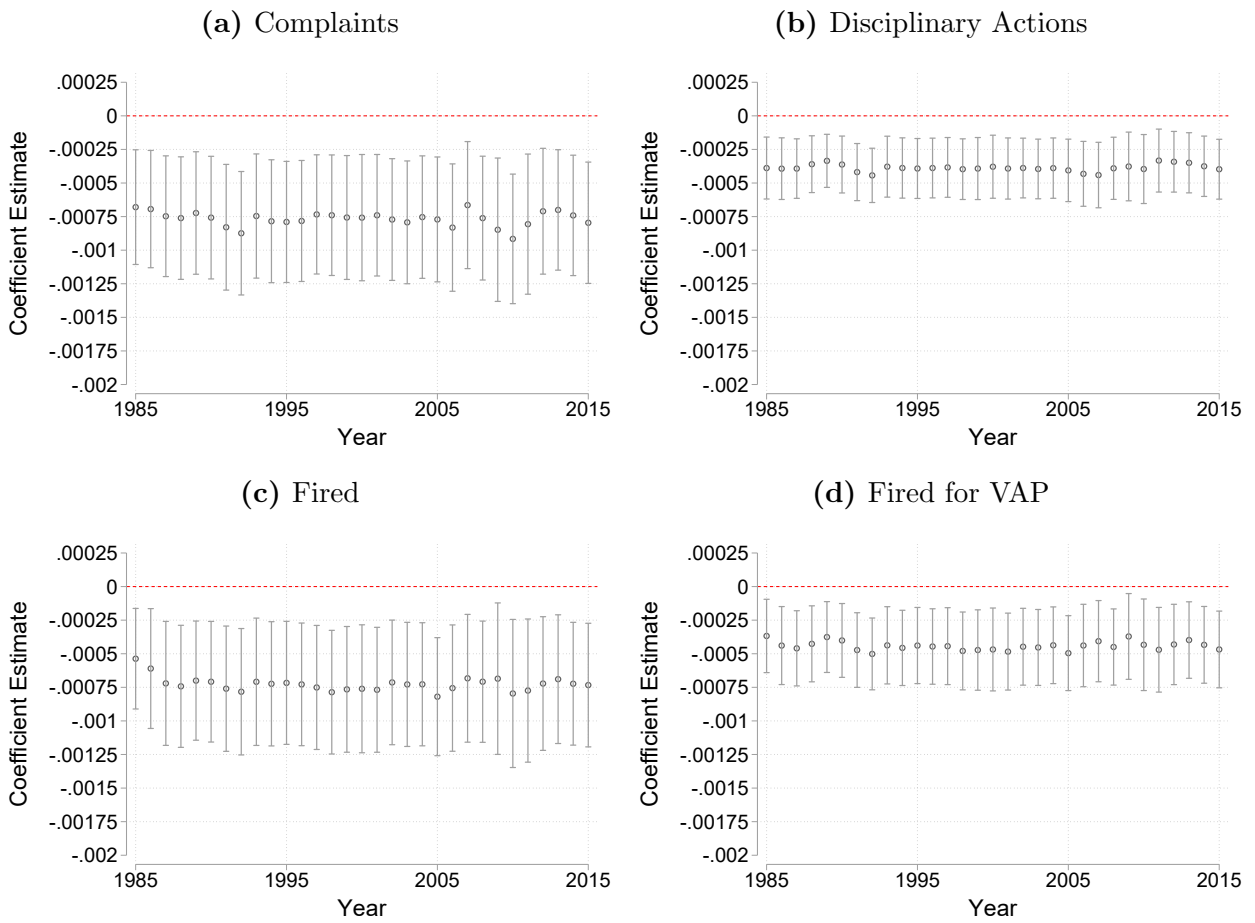 (a) Complaints
.00025
0
-.00025
-.0005
-.00075
-.001
-.00125
-.0015
-.00175
-.002
Coefficient Estimate
1985 1995 2005 2015
Year
(b) Disciplinary Actions
.00025
0
-.00025
-.0005
-.00075
-.001
-.00125
-.0015
-.00175
-.002
Coefficient Estimate
1985 1995 2005 2015
Year
(c) Fired
.00025
0
-.00025
-.0005
-.00075
-.001
-.00125
-.0015
-.00175
-.002
Coefficient Estimate
1985 1995 2005 2015
Year
(d) Fired for VAP
.00025
0
-.00025
-.0005
-.00075
-.001
-.00125
-.0015
-.00175
-.002
Coefficient Estimate
1985 1995 2005 2015
Year